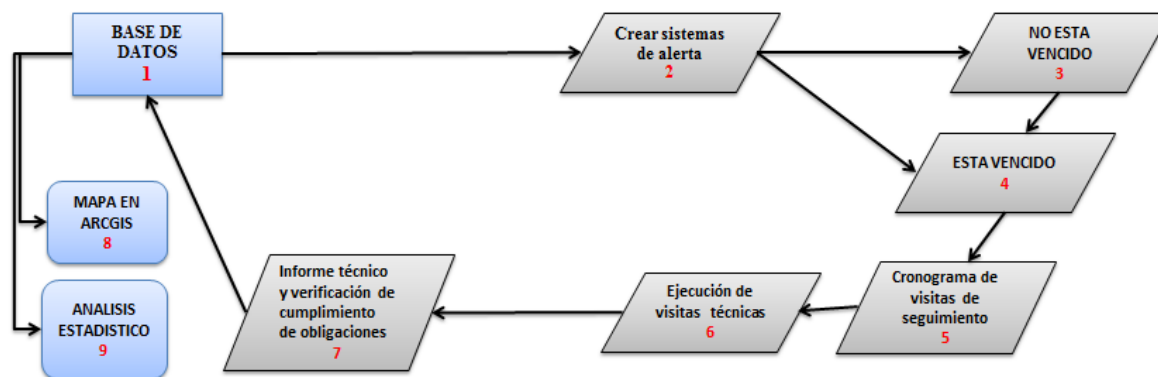 BASE DE
DATOS
1
Crear sistemas
de alerta
2
NO ESTA
VENCIDO
3
ESTA VENCIDO
4
Cronograma de
visitas de
seguimiento
5
Ejecución de
visitas técnicas
6
Informe técnico
y verificación de
cumplimiento
de obligaciones
7
MAPA EN
ARCGIS
8
ANALISIS
ESTADISTICO
9